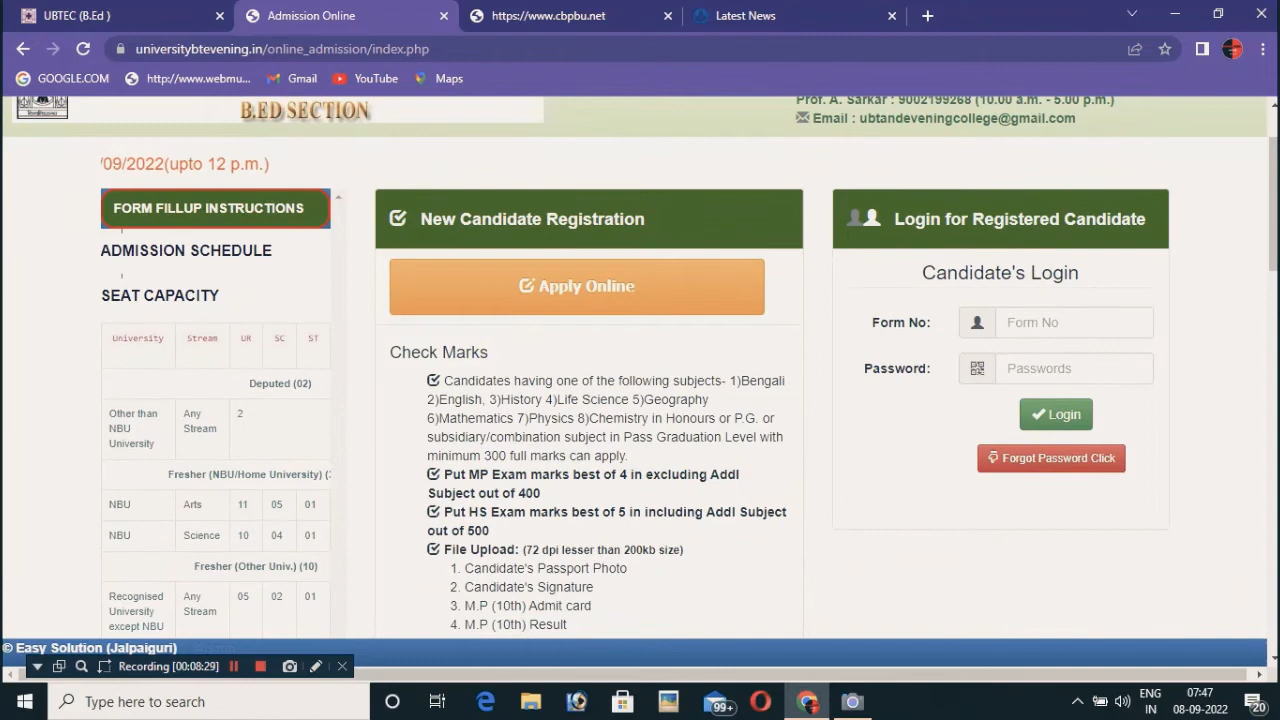 UBTEC (B.Ed )
Admission Online
https://www.cbpbu.net
Latest News
universitybtevening.in/online_admission/index.php
GOOGLE.COM
http://www.webmu...
Gmail
YouTube
Maps
B.ED SECTION
Prof. A. Sarkar : 9002199268 (10.00 a.m. - 5.00 p.m.)
Email : ubtandeveningcollege@gmail.com
/09/2022(upto 12 p.m.)
FORM FILLUP INSTRUCTIONS
ADMISSION SCHEDULE
SEAT CAPACITY
University Stream UR SC ST
Deputed (02)
Other than NBU University Any Stream 2
Fresher (NBU/Home University) (
NBU Arts 11 05 01
NBU Science 10 04 01
Fresher (Other Univ.) (10)
Recognised University except NBU Any Stream 05 02 01
New Candidate Registration
Apply Online
Check Marks
Candidates having one of the following subjects- 1)Bengali
2)English, 3)History 4)Life Science 5)Geography
6)Mathematics 7)Physics 8)Chemistry in Honours or P.G. or
subsidiary/combination subject in Pass Graduation Level with
minimum 300 full marks can apply.
Put MP Exam marks best of 4 in excluding Addl
Subject out of 400
Put HS Exam marks best of 5 in including Addl Subject
out of 500
File Upload: (72 dpi lesser than 200kb size)
1. Candidate's Passport Photo
2. Candidate's Signature
3. M.P (10th) Admit card
4. M.P (10th) Result
Login for Registered Candidate
Candidate's Login
Form No: Form No
Password: Passwords
Login
Forgot Password Click
© Easy Solution (Jalpaiguri)
Recording [00:08:29]
Type here to search
99+
ENG
IN
07:47
08-09-2022
20